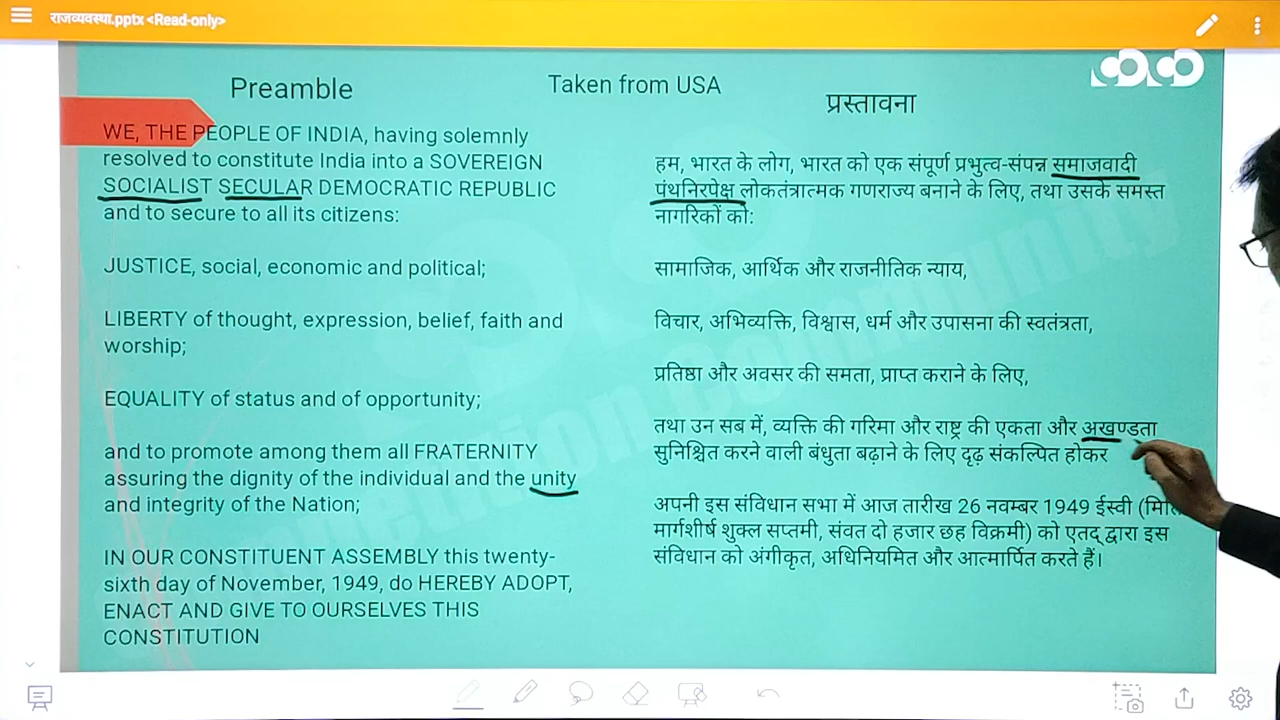 राजव्यवस्था.pptx <Read-only>
Preamble
Taken from USA
प्रस्तावना
WE, THE PEOPLE OF INDIA, having solemnly
resolved to constitute India into a SOVEREIGN
SOCIALIST SECULAR DEMOCRATIC REPUBLIC
and to secure to all its citizens:
JUSTICE, social, economic and political;
LIBERTY of thought, expression, belief, faith and
worship;
EQUALITY of status and of opportunity;
and to promote among them all FRATERNITY
assuring the dignity of the individual and the unity
and integrity of the Nation;
IN OUR CONSTITUENT ASSEMBLY this twenty-
sixth day of November, 1949, do HEREBY ADOPT,
ENACT AND GIVE TO OURSELVES THIS
CONSTITUTION
हम, भारत के लोग, भारत को एक संपूर्ण प्रभुत्व-संपन्न समाजवादी
पंथनिरपेक्ष लोकतंत्रात्मक गणराज्य बनाने के लिए, तथा उसके समस्त
नागरिकों को:
सामाजिक, आर्थिक और राजनीतिक न्याय,
विचार, अभिव्यक्ति, विश्वास, धर्म और उपासना की स्वतंत्रता,
प्रतिष्ठा और अवसर की समता, प्राप्त कराने के लिए,
तथा उन सब में, व्यक्ति की गरिमा और राष्ट्र की एकता और अखण्डता
सुनिश्चित करने वाली बंधुता बढ़ाने के लिए दृढ़ संकल्पित होकर
अपनी इस संविधान सभा में आज तारीख 26 नवम्बर 1949 ईस्वी
मार्गशीर्ष शुक्ल सप्तमी, संवत दो हजार छह विक्रमी) को एतद् द्वारा इस
संविधान को अंगीकृत, अधिनियमित और आत्मार्पित करते हैं।